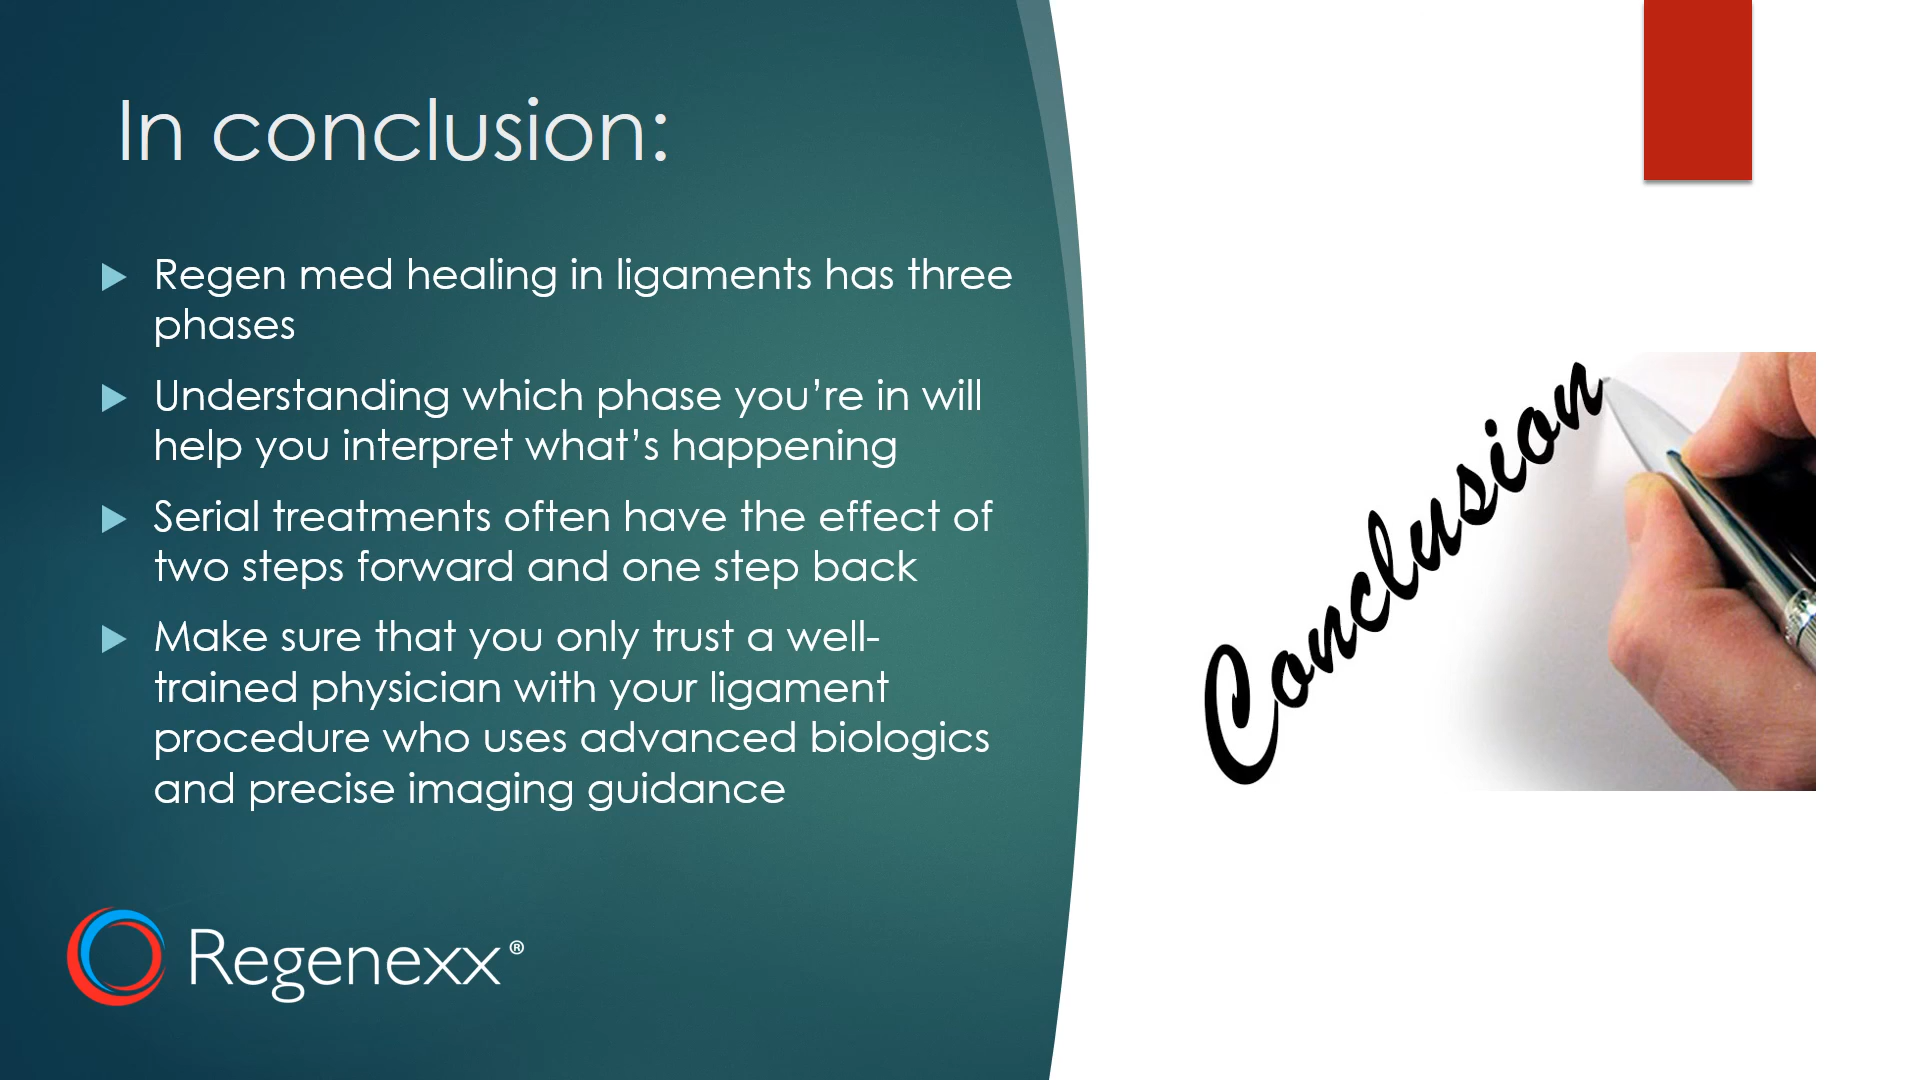 In conclusion:
Regen med healing in ligaments has three
phases
Understanding which phase you’re in will
help you interpret what’s happening
Serial treatments often have the effect of
two steps forward and one step back
Make sure that you only trust a well-
trained physician with your ligament
procedure who uses advanced biologics
and precise imaging guidance
Regenexx®
Conclusion